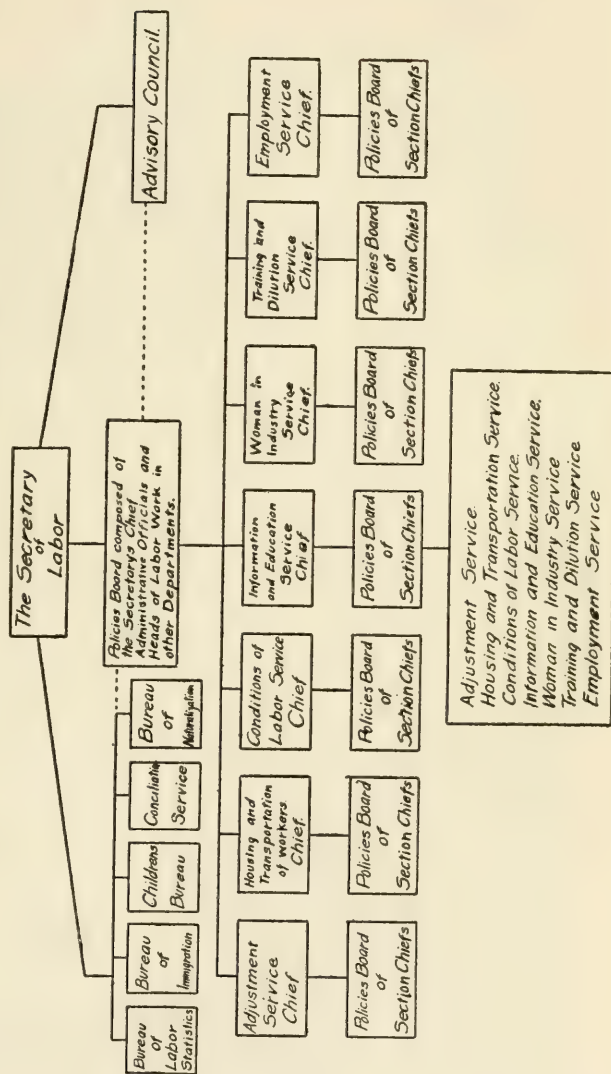 The Secretary
of
Labor
Advisory Council.
Policies Board composed of
the Secretarys Chief
Administrative Officials and
Heads of Labor Work in
other Departments.
Bureau
of
Labor
Statistics
Bureau
of
Immigration
Childrens
Bureau
Conciliation
Service
Bureau
of
Naturalization
Adjustment
Service
Chief
Housing and
Transportation
of workers.
Chief.
Conditions of
Labor Service
Chief
Information
and Education
Service
Chief
Woman in
Industry
Service
Chief.
Training and
Dilution
Service
Chief.
Employment
Service
Chief.
Policies Board
of
Section Chiefs
Policies Board
of
Section Chiefs
Policies Board
of
Section Chiefs
Policies Board
of
Section Chiefs
Policies Board
of
Section Chiefs
Policies Board
of
Section Chiefs
Policies Board
of
Section Chiefs
Adjustment Service.
Housing and Transportation Service.
Conditions of Labor Service.
Information and Education Service.
Woman in Industry Service
Training and Dilution Service
Employment Service